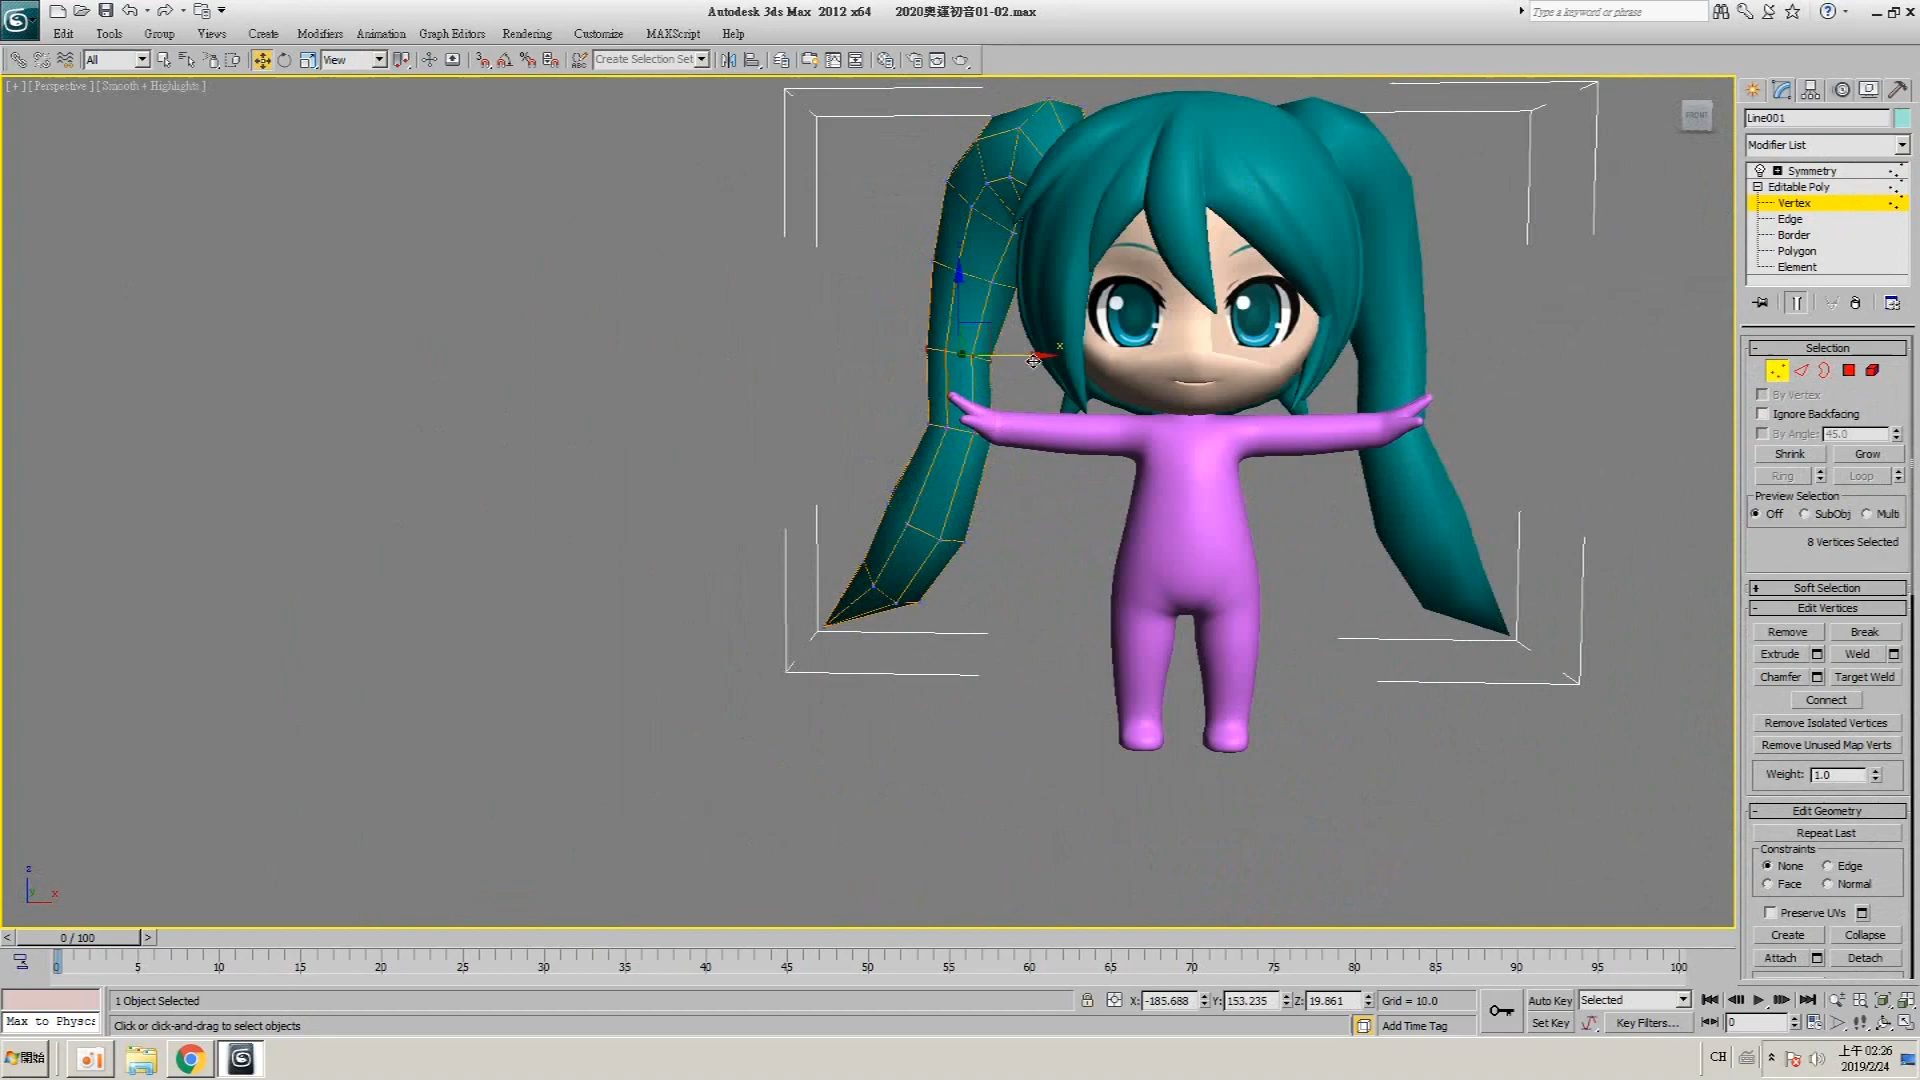 Autodesk 3ds Max 2012 x64 2020奧運初音01-02.max
Type a keyword or phrase
Edit Tools Group Views Create Modifiers Animation Graph Editors Rendering Customize MAXScript Help
All View Create Selection Set
[ + ] [ Perspective ] [ Smooth + Highlights ]
FRONT
Line001
Modifier List
Symmetry
Editable Poly
Vertex
Edge
Border
Polygon
Element
Selection
By Vertex
Ignore Backfacing
By Angle: 45.0
Shrink Grow
Ring Loop
Preview Selection
Off SubObj Multi
8 Vertices Selected
Soft Selection
Edit Vertices
Remove Break
Extrude Weld
Chamfer Target Weld
Connect
Remove Isolated Vertices
Remove Unused Map Verts
Weight: 1.0
Edit Geometry
Repeat Last
Constraints
None Edge
Face Normal
Preserve UVs
Create Collapse
Attach Detach
x
z
y x
< 0 / 100 >
0 5 10 15 20 25 30 35 40 45 50 55 60 65 70 75 80 85 90 95 100
1 Object Selected X: -185.688 Y: 153.235 Z: 19.861 Grid = 10.0 Auto Key Selected
Max to Physc Click or click-and-drag to select objects Add Time Tag Set Key Key Filters... 0
開始 CH 上午 02:26
2019/2/24